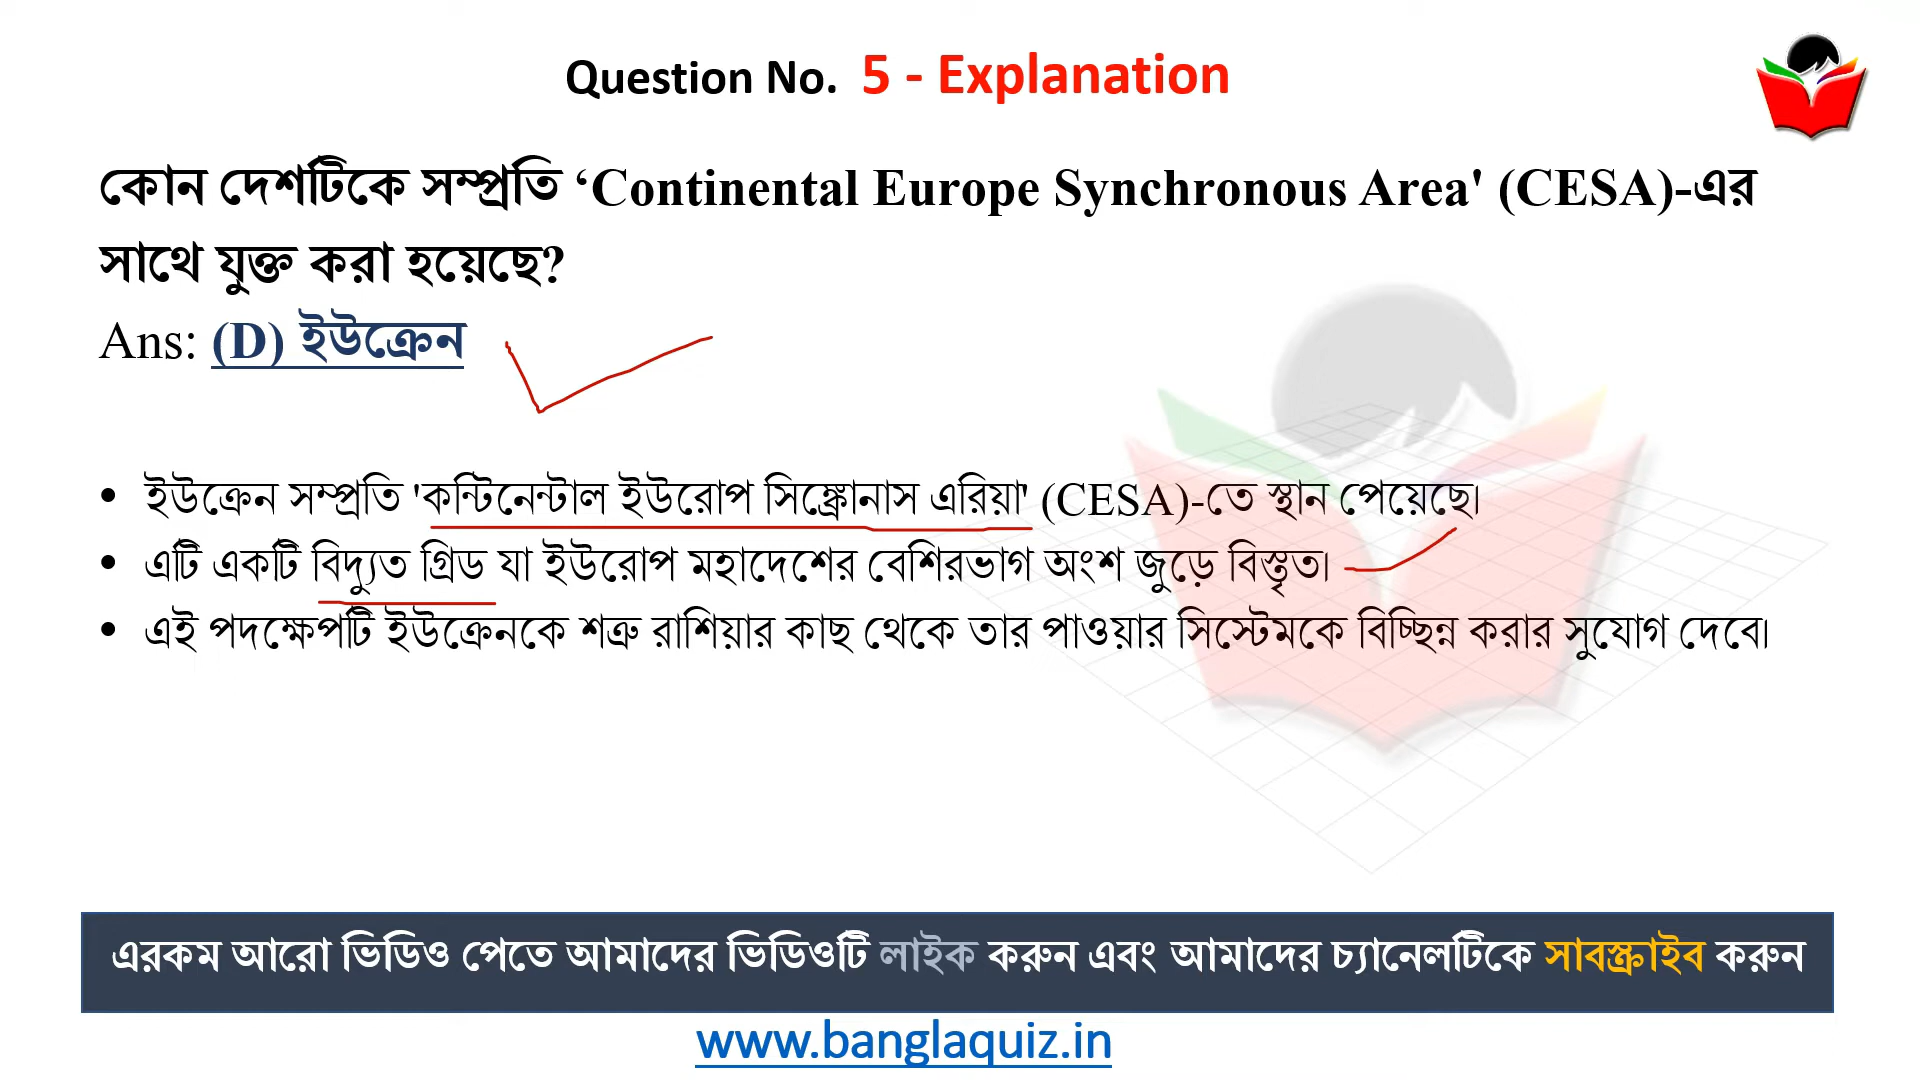 Question No. 5 - Explanation
কোন দেশটিকে সম্প্রতি ‘Continental Europe Synchronous Area' (CESA)-এর
সাথে যুক্ত করা হয়েছে?
Ans: (D) ইউক্রেন
• ইউক্রেন সম্প্রতি 'কন্টিনেন্টাল ইউরোপ সিঙ্ক্রোনাস এরিয়া' (CESA)-তে স্থান পেয়েছে।
• এটি একটি বিদ্যুত গ্রিড যা ইউরোপ মহাদেশের বেশিরভাগ অংশ জুড়ে বিস্তৃত।
• এই পদক্ষেপটি ইউক্রেনকে শত্রু রাশিয়ার কাছ থেকে তার পাওয়ার সিস্টেমকে বিচ্ছিন্ন করার সুযোগ দেবে।
এরকম আরো ভিডিও পেতে আমাদের ভিডিওটি লাইক করুন এবং আমাদের চ্যানেলটিকে সাবস্ক্রাইব করুন
www.banglaquiz.in